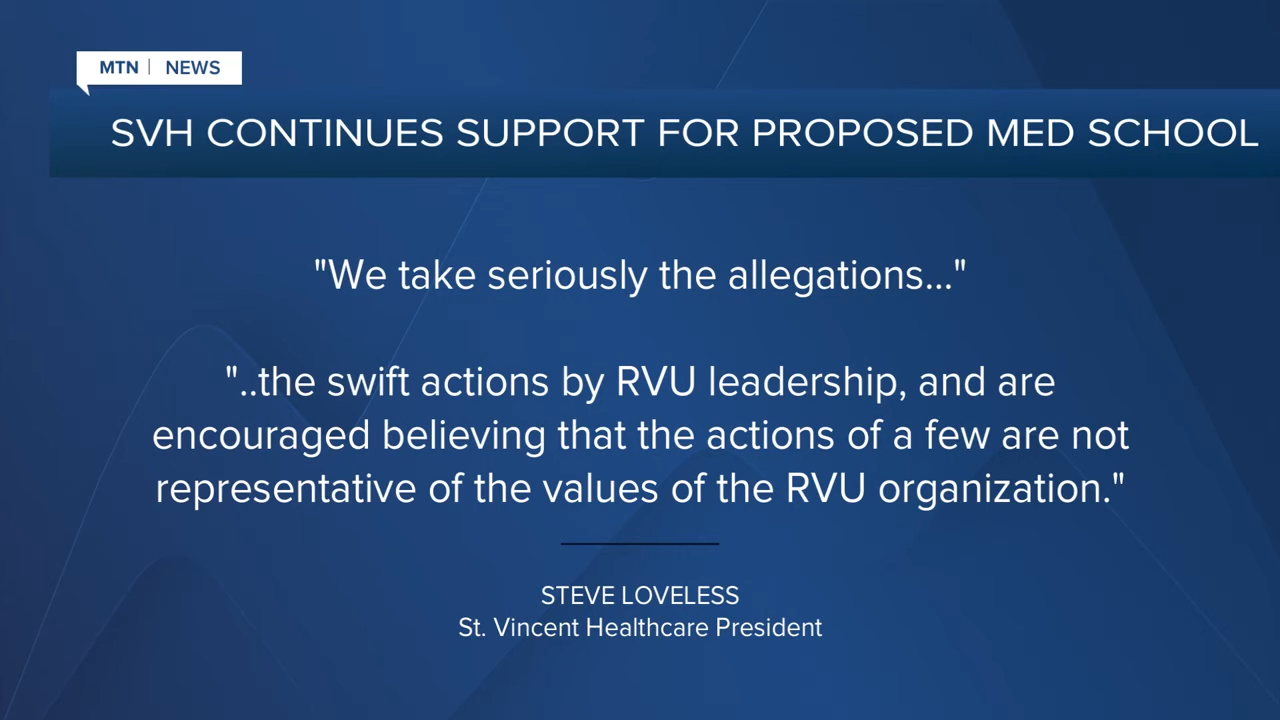 MTN | NEWS
SVH CONTINUES SUPPORT FOR PROPOSED MED SCHOOL
"We take seriously the allegations..."
"..the swift actions by RVU leadership, and are
encouraged believing that the actions of a few are not
representative of the values of the RVU organization."
STEVE LOVELESS
St. Vincent Healthcare President